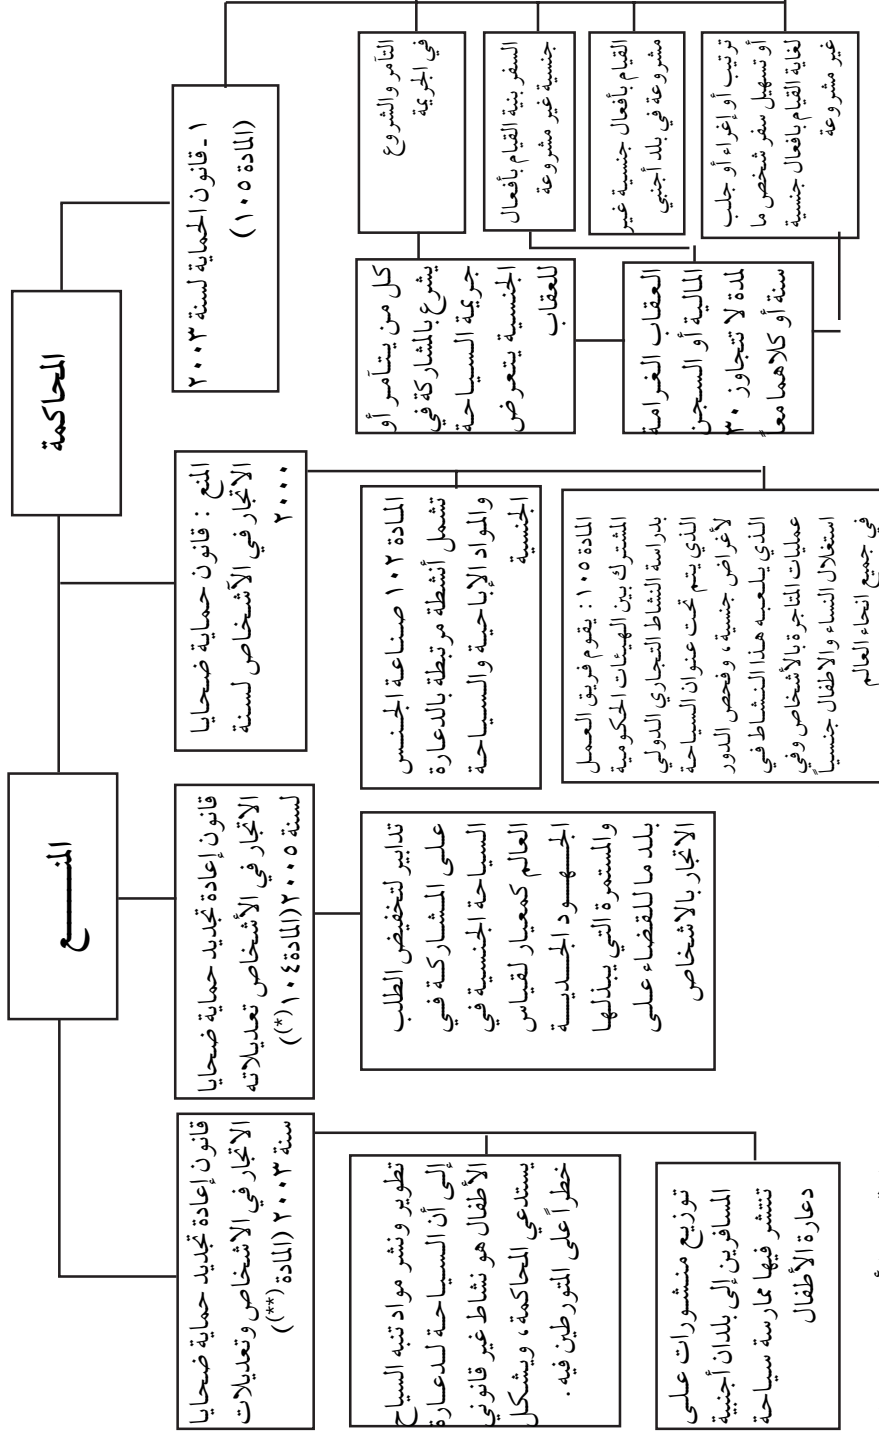 المحاكمة
١ ـ قانون الحماية لسنة ٢٠٠٣
(المادة ١٠٥)
التآمر والشروع
في الجريمة
السفر بنية القيام بأفعال
جنسية غير مشروعة
القيام بأفعال جنسية غير
مشروعة في بلد أجنبي
ترتيب أو إغراء أو جلب
أو تسهيل سفر شخص ما
لغاية القيام بافعال جنسية
غير مشروعة
كل من يتآمر أو
يشرع بالمشاركة في
جريمة السياحة
الجنسية يتعرض
للعقاب
العقاب الغرامة
المالية أو السجن
لمدة لا تتجاوز ٣٠
سنة أو كلاهما معاً
المنع : قانون حماية ضحايا
الاتجار في الأشخاص لسنة
٢٠٠٠
المادة ١٠٢ صناعة الجنس
تشمل أنشطة مرتبطة بالدعارة
والمواد الإباحية والسياحة
الجنسية
المادة ١٠٥ : يقوم فريق العمل
المشترك بين الهيئات الحكومية
بدراسة النشاط التجاري الدولي
الذي يتم تحت عنوان السياحة
لأغراض جنسية ، وفحص الدور
الذي يلعبه هذا النشاط في
عمليات المتاجرة بالأشخاص وفي
استغلال النساء والاطفال جنسياً
في جميع انحاء العالم
المنـــــع
قانون إعادة تجديد حماية ضحايا
الاتجار في الأشخاص تعديلاته
لسنة ٢٠٠٥ (المادة ١٠٤(*))
تدابير لتخفيض الطلب
على المشاركة في
السياحة الجنسية في
العالم كمعيار لقياس
الجهود الجدية
والمستمرة التي يبذلها
بلد ما للقضاء على
الاتجار بالاشخاص
قانون إعادة تجديد حماية ضحايا
الاتجار في الاشخاص وتعديلات
سنة ٢٠٠٣ (المادة(**))
تطوير ونشر مواد تنبه السياح
إلى أن السياحة لدعارة
الأطفال هو نشاط غير قانوني
يستدعي المحاكمة ، ويشكل
خطراً على المتورطين فيه .
توزيع منشورات على
المسافرين إلى بلدان أجنبية
تنتشر فيها ممارسة سياحة
دعارة الأطفال